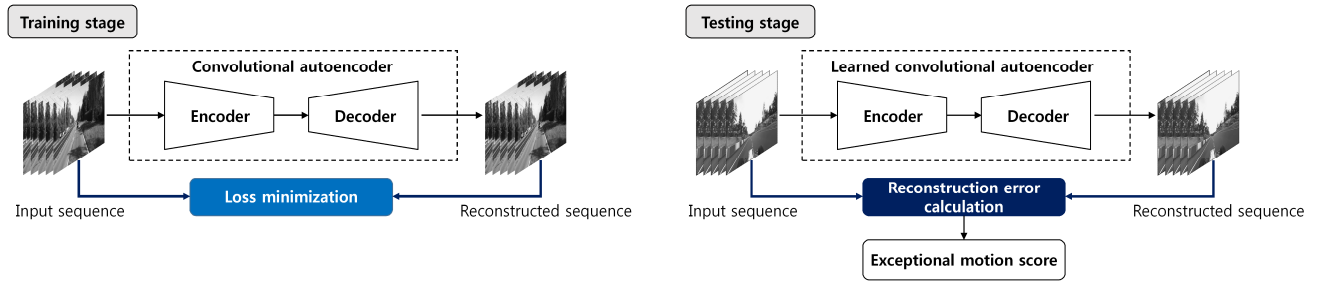 Training stage
Convolutional autoencoder
Encoder
Decoder
Loss minimization
Input sequence
Reconstructed sequence
Testing stage
Learned convolutional autoencoder
Encoder
Decoder
Reconstruction error
calculation
Input sequence
Reconstructed sequence
Exceptional motion score